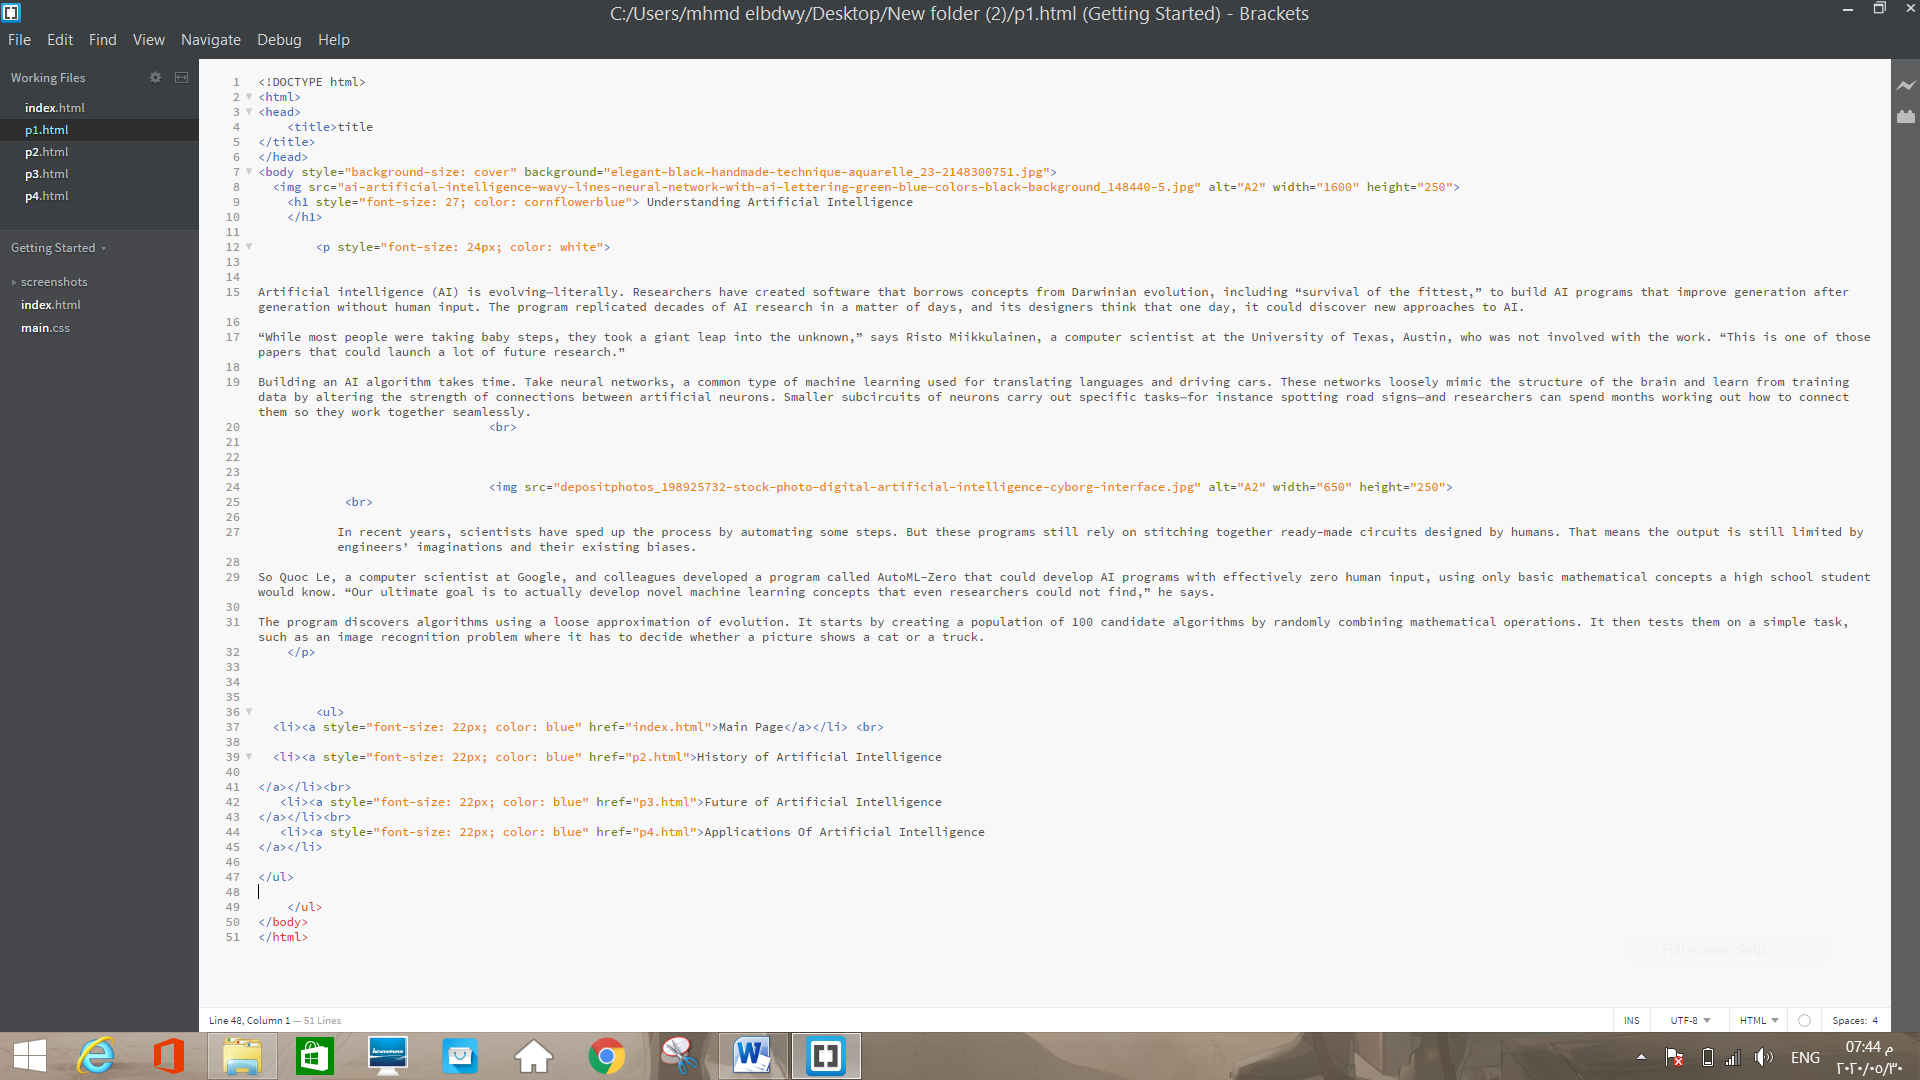 C:/Users/mhmd elbdwy/Desktop/New folder (2)/p1.html (Getting Started) - Brackets
File Edit Find View Navigate Debug Help
Working Files
index.html
p1.html
p2.html
p3.html
p4.html
Getting Started
screenshots
index.html
main.css
1 <!DOCTYPE html>
2 <html>
3 <head>
4 <title>title
5 </title>
6 </head>
7 <body style="background-size: cover" background="elegant-black-handmade-technique-aquarelle_23-2148300751.jpg">
8 <img src="ai-artificial-intelligence-wavy-lines-neural-network-with-ai-lettering-green-blue-colors-black-background_148440-5.jpg" alt="A2" width="1600" height="250">
9 <h1 style="font-size: 27; color: cornflowerblue"> Understanding Artificial Intelligence
10 </h1>
11
12 <p style="font-size: 24px; color: white">
13
14
15 Artificial intelligence (AI) is evolving—literally. Researchers have created software that borrows concepts from Darwinian evolution, including “survival of the fittest,” to build AI programs that improve generation after
generation without human input. The program replicated decades of AI research in a matter of days, and its designers think that one day, it could discover new approaches to AI.
16
17 “While most people were taking baby steps, they took a giant leap into the unknown,” says Risto Miikkulainen, a computer scientist at the University of Texas, Austin, who was not involved with the work. “This is one of those
papers that could launch a lot of future research.”
18
19 Building an AI algorithm takes time. Take neural networks, a common type of machine learning used for translating languages and driving cars. These networks loosely mimic the structure of the brain and learn from training
data by altering the strength of connections between artificial neurons. Smaller subcircuits of neurons carry out specific tasks—for instance spotting road signs—and researchers can spend months working out how to connect
them so they work together seamlessly.
20 <br>
21
22
23
24 <img src="depositphotos_198925732-stock-photo-digital-artificial-intelligence-cyborg-interface.jpg" alt="A2" width="650" height="250">
25 <br>
26
27 In recent years, scientists have sped up the process by automating some steps. But these programs still rely on stitching together ready-made circuits designed by humans. That means the output is still limited by
engineers’ imaginations and their existing biases.
28
29 So Quoc Le, a computer scientist at Google, and colleagues developed a program called AutoML-Zero that could develop AI programs with effectively zero human input, using only basic mathematical concepts a high school student
would know. “Our ultimate goal is to actually develop novel machine learning concepts that even researchers could not find,” he says.
30
31 The program discovers algorithms using a loose approximation of evolution. It starts by creating a population of 100 candidate algorithms by randomly combining mathematical operations. It then tests them on a simple task,
such as an image recognition problem where it has to decide whether a picture shows a cat or a truck.
32 </p>
33
34
35
36 <ul>
37 <li><a style="font-size: 22px; color: blue" href="index.html">Main Page</a></li> <br>
38
39 <li><a style="font-size: 22px; color: blue" href="p2.html">History of Artificial Intelligence
40
41 </a></li><br>
42 <li><a style="font-size: 22px; color: blue" href="p3.html">Future of Artificial Intelligence
43 </a></li><br>
44 <li><a style="font-size: 22px; color: blue" href="p4.html">Applications Of Artificial Intelligence
45 </a></li>
46
47 </ul>
48
49 </ul>
50 </body>
51 </html>
Full-screen Snip
Line 48, Column 1 — 51 Lines
INS UTF-8 HTML Spaces: 4
ENG
07:44 م
٢٠٢٠/٠٥/٣٠